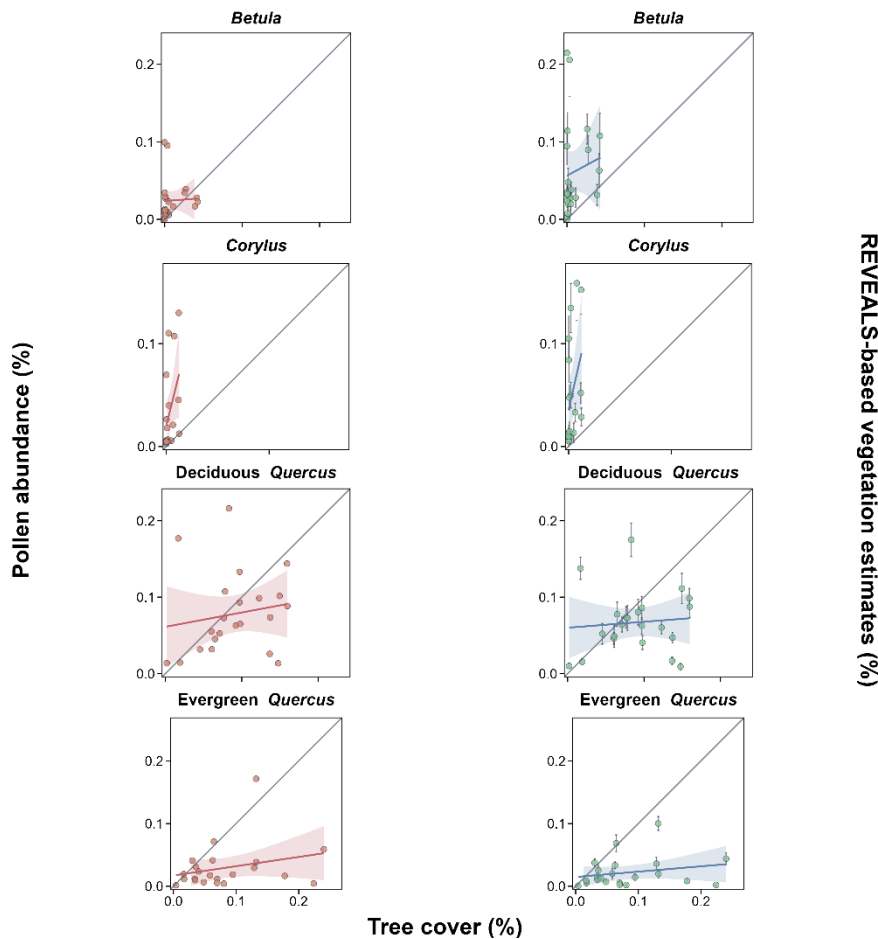 Betula
Betula
0.2
0.1
0.0
0.2
0.1
0.0
Corylus
Corylus
0.1
0.0
0.1
0.0
Deciduous Quercus
Deciduous Quercus
0.2
0.1
0.0
0.2
0.1
0.0
Evergreen Quercus
Evergreen Quercus
0.2
0.1
0.0
0.2
0.1
0.0
0.0 0.1 0.2
0.0 0.1 0.2
Pollen abundance (%)
REVEALS-based vegetation estimates (%)
Tree cover (%)